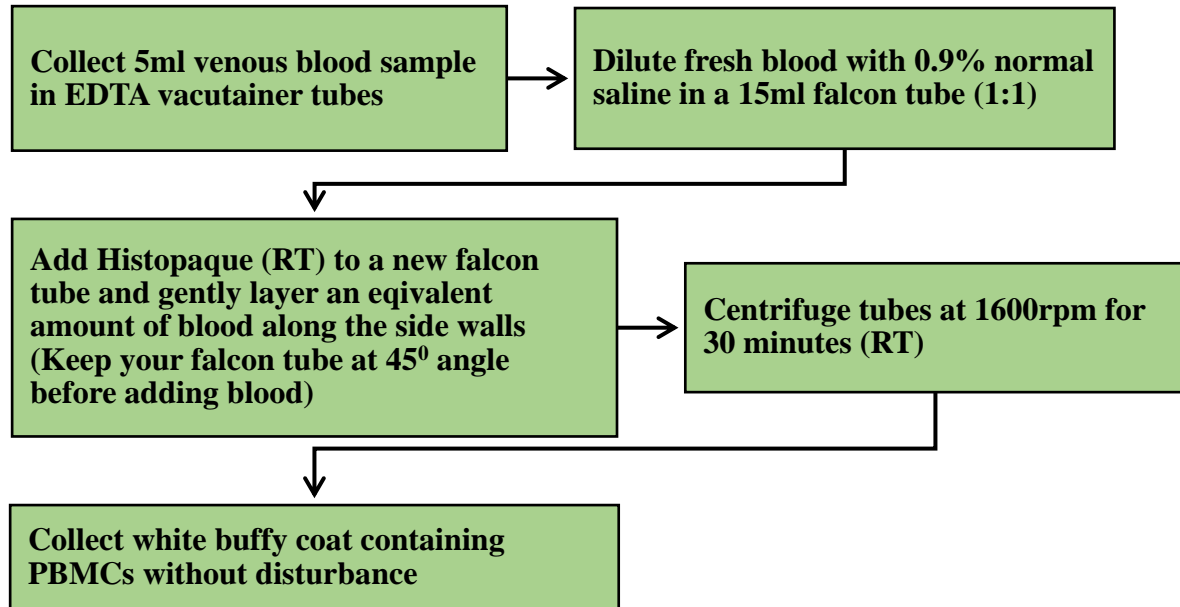 Collect 5ml venous blood sample
in EDTA vacutainer tubes
Dilute fresh blood with 0.9% normal
saline in a 15ml falcon tube (1:1)
Add Histopaque (RT) to a new falcon
tube and gently layer an eqivalent
amount of blood along the side walls
(Keep your falcon tube at 45⁰ angle
before adding blood)
Centrifuge tubes at 1600rpm for
30 minutes (RT)
Collect white buffy coat containing
PBMCs without disturbance